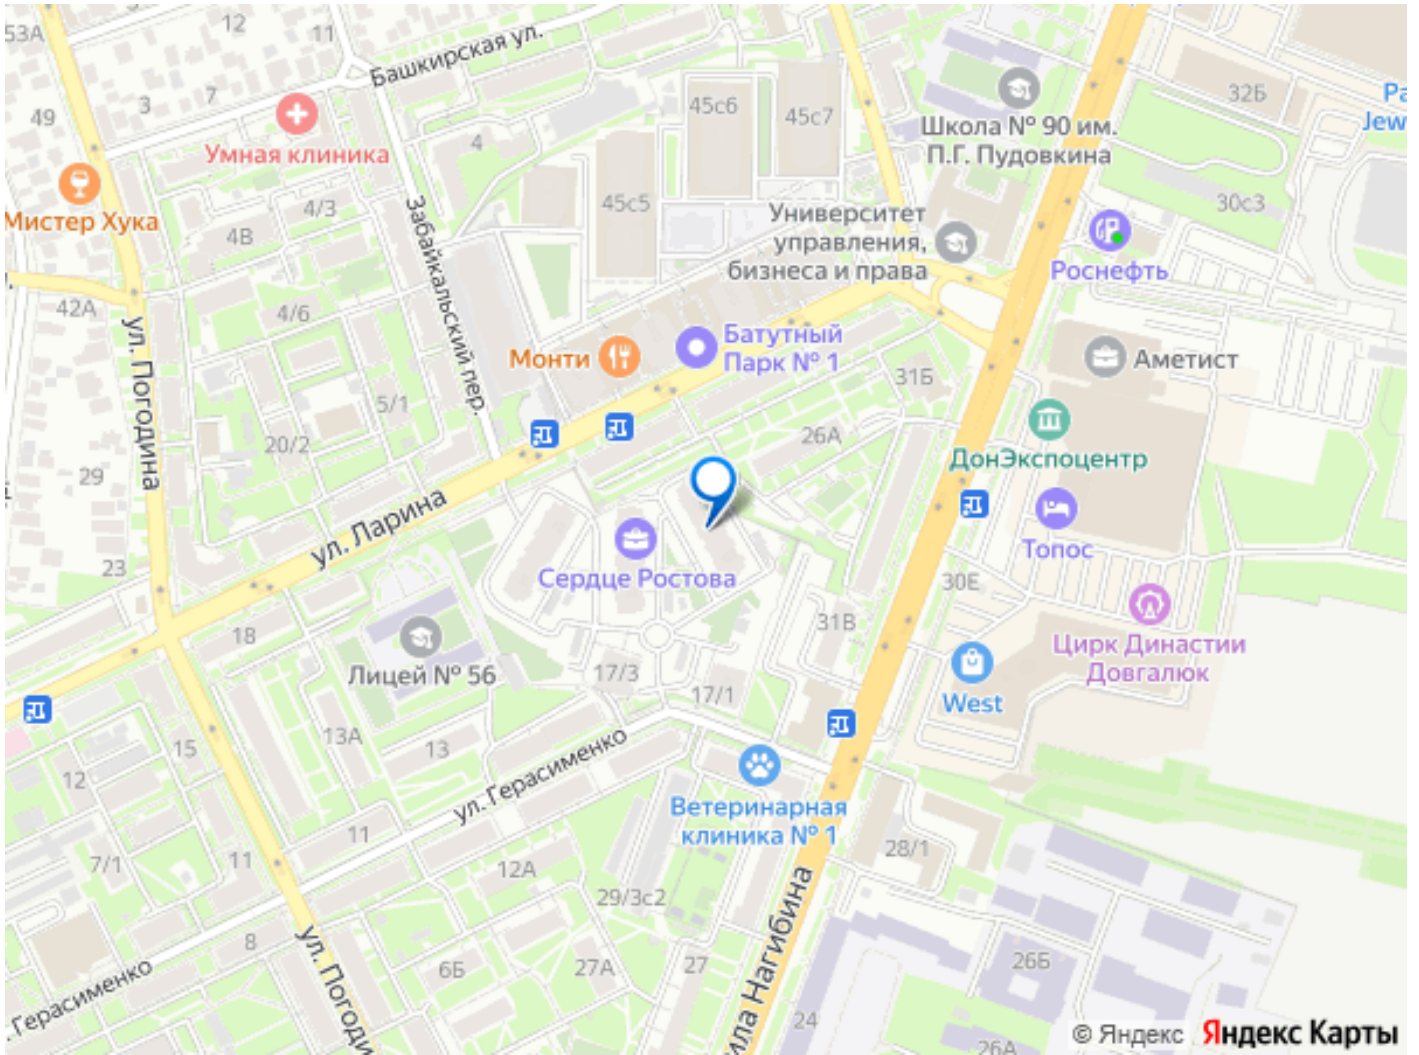 53А
12
11
Башкирская ул.
3
7
49
Умная клиника
4
45с6
45с7
32Б
Школа № 90 им.
П.Г. Пудовкина
Мистер Хука
4/3
4В
Забайкальский пер.
45с5
Университет
управления,
бизнеса и права
30с3
Роснефть
42А
4/6
ул. Погодина
Монти
Батутный
Парк № 1
31Б
Аметист
5/1
20/2
26А
ДонЭкспоцентр
29
ул. Ларина
Топос
23
Сердце Ростова
30Е
18
31В
Цирк Династии
Довгалюк
Лицей № 56
17/3
17/1
West
13А
13
15
12
ул. Герасименко
Ветеринарная
клиника № 1
11
11
7/1
12А
28/1
29/3с2
8
ул. Погоди
6Б
27А
27
26Б
ила Нагибина
. Герасименко
24
26А
© Яндекс Яндекс Карты